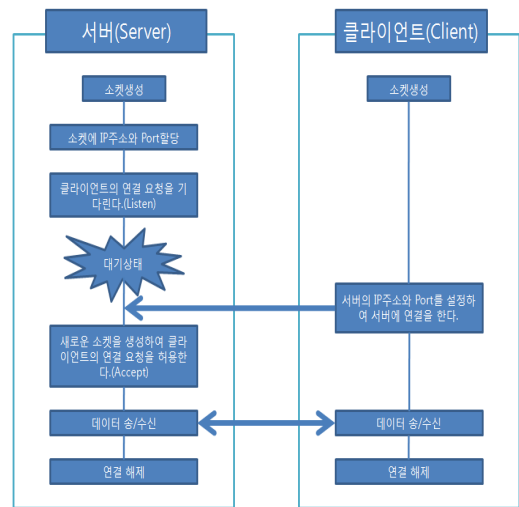 서버(Server)
소켓생성
소켓에 IP주소와 Port할당
클라이언트의 연결 요청을 기
다린다.(Listen)
대기상태
새로운 소켓을 생성하여 클라
이언트의 연결 요청을 허용한
다.(Accept)
데이터 송/수신
연결 해제
클라이언트(Client)
소켓생성
서버의 IP주소와 Port를 설정하
여 서버에 연결을 한다.
데이터 송/수신
연결 해제